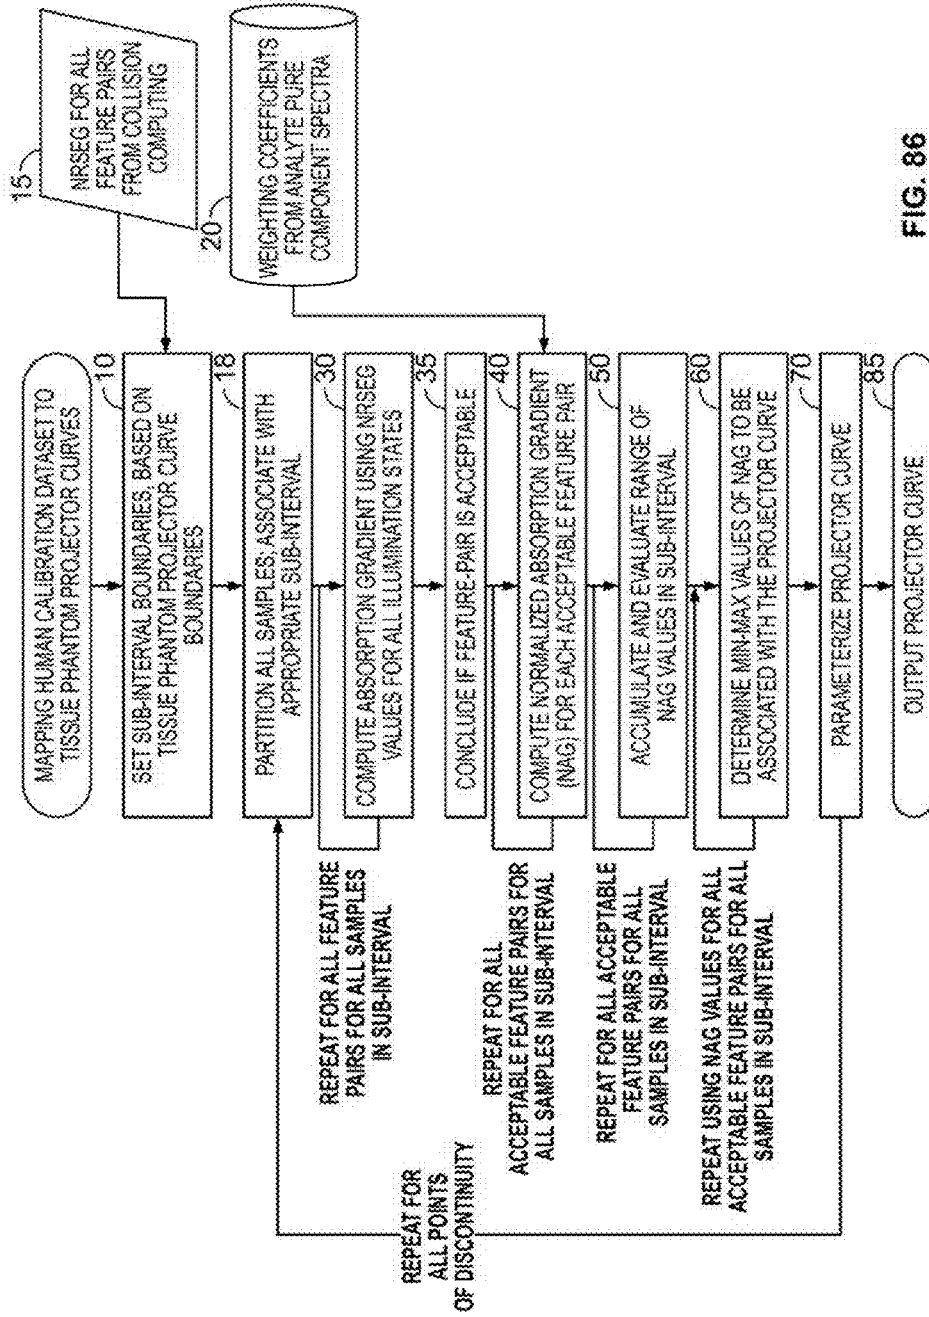 MAPPING HUMAN CALIBRATION DATASET TO
TISSUE PHANTOM PROJECTOR CURVES
10
SET SUB-INTERVAL BOUNDARIES, BASED ON
TISSUE PHANTOM PROJECTOR CURVE
BOUNDARIES
15
NRSEG FOR ALL
FEATURE PAIRS
FROM COLLISION
COMPUTING
18
PARTITION ALL SAMPLES; ASSOCIATE WITH
APPROPRIATE SUB-INTERVAL
20
WEIGHTING COEFFICIENTS
FROM ANALYTE PURE
COMPONENT SPECTRA
30
COMPUTE ABSORPTION GRADIENT USING NRSEG
VALUES FOR ALL ILLUMINATION STATES
REPEAT FOR ALL FEATURE
PAIRS FOR ALL SAMPLES
IN SUB-INTERVAL
35
CONCLUDE IF FEATURE-PAIR IS ACCEPTABLE
40
COMPUTE NORMALIZED ABSORPTION GRADIENT
(NAG) FOR EACH ACCEPTABLE FEATURE PAIR
REPEAT FOR ALL
ACCEPTABLE FEATURE PAIRS FOR
ALL SAMPLES IN SUB-INTERVAL
50
ACCUMULATE AND EVALUATE RANGE OF
NAG VALUES IN SUB-INTERVAL
REPEAT FOR ALL ACCEPTABLE
FEATURE PAIRS FOR ALL
SAMPLES IN SUB-INTERVAL
60
DETERMINE MIN-MAX VALUES OF NAG TO BE
ASSOCIATED WITH THE PROJECTOR CURVE
REPEAT USING NAG VALUES FOR ALL
ACCEPTABLE FEATURE PAIRS FOR ALL
SAMPLES IN SUB-INTERVAL
70
PARAMETERIZE PROJECTOR CURVE
REPEAT FOR
ALL POINTS
OF DISCONTINUITY
85
OUTPUT PROJECTOR CURVE
FIG. 86